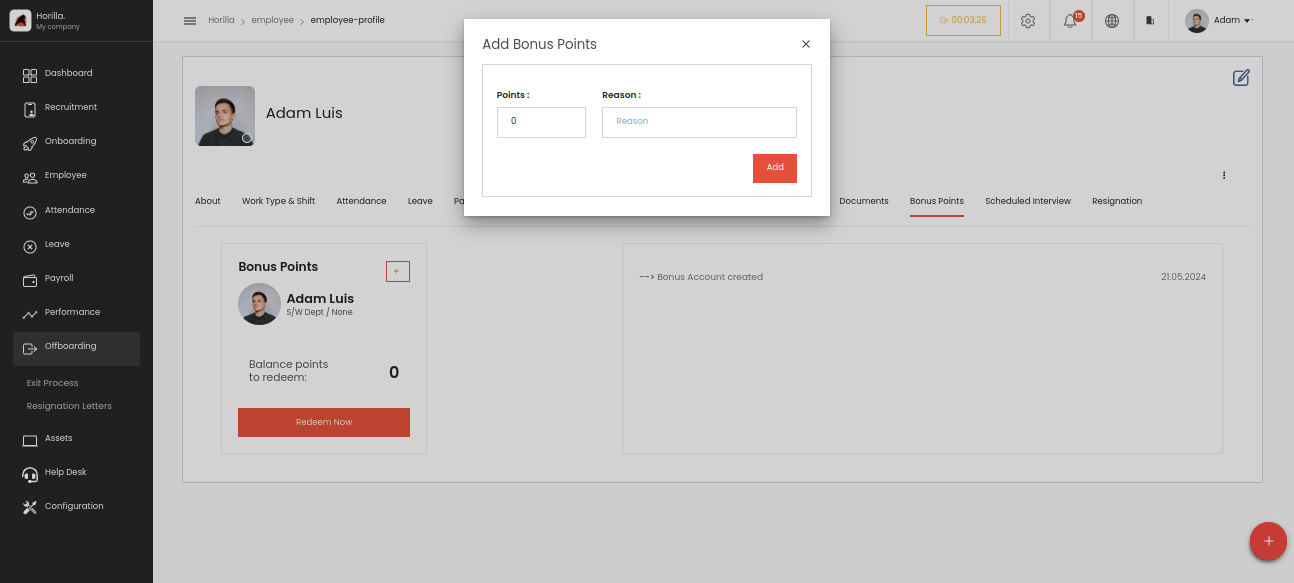 Horilla.
My company
Dashboard
Recruitment
Onboarding
Employee
Attendance
Leave
Payroll
Performance
Offboarding
Exit Process
Resignation Letters
Assets
Help Desk
Configuration
Horilla > employee > employee-profile
00:03:26
15
Adam
Add Bonus Points
Points :
Reason :
0
Reason
Add
Adam Luis
About Work Type & Shift Attendance Leave Pa Documents Bonus Points Scheduled Interview Resignation
Bonus Points
+
Adam Luis
S/W Dept / None
Balance points
to redeem:
0
Redeem Now
--> Bonus Account created 21.05.2024